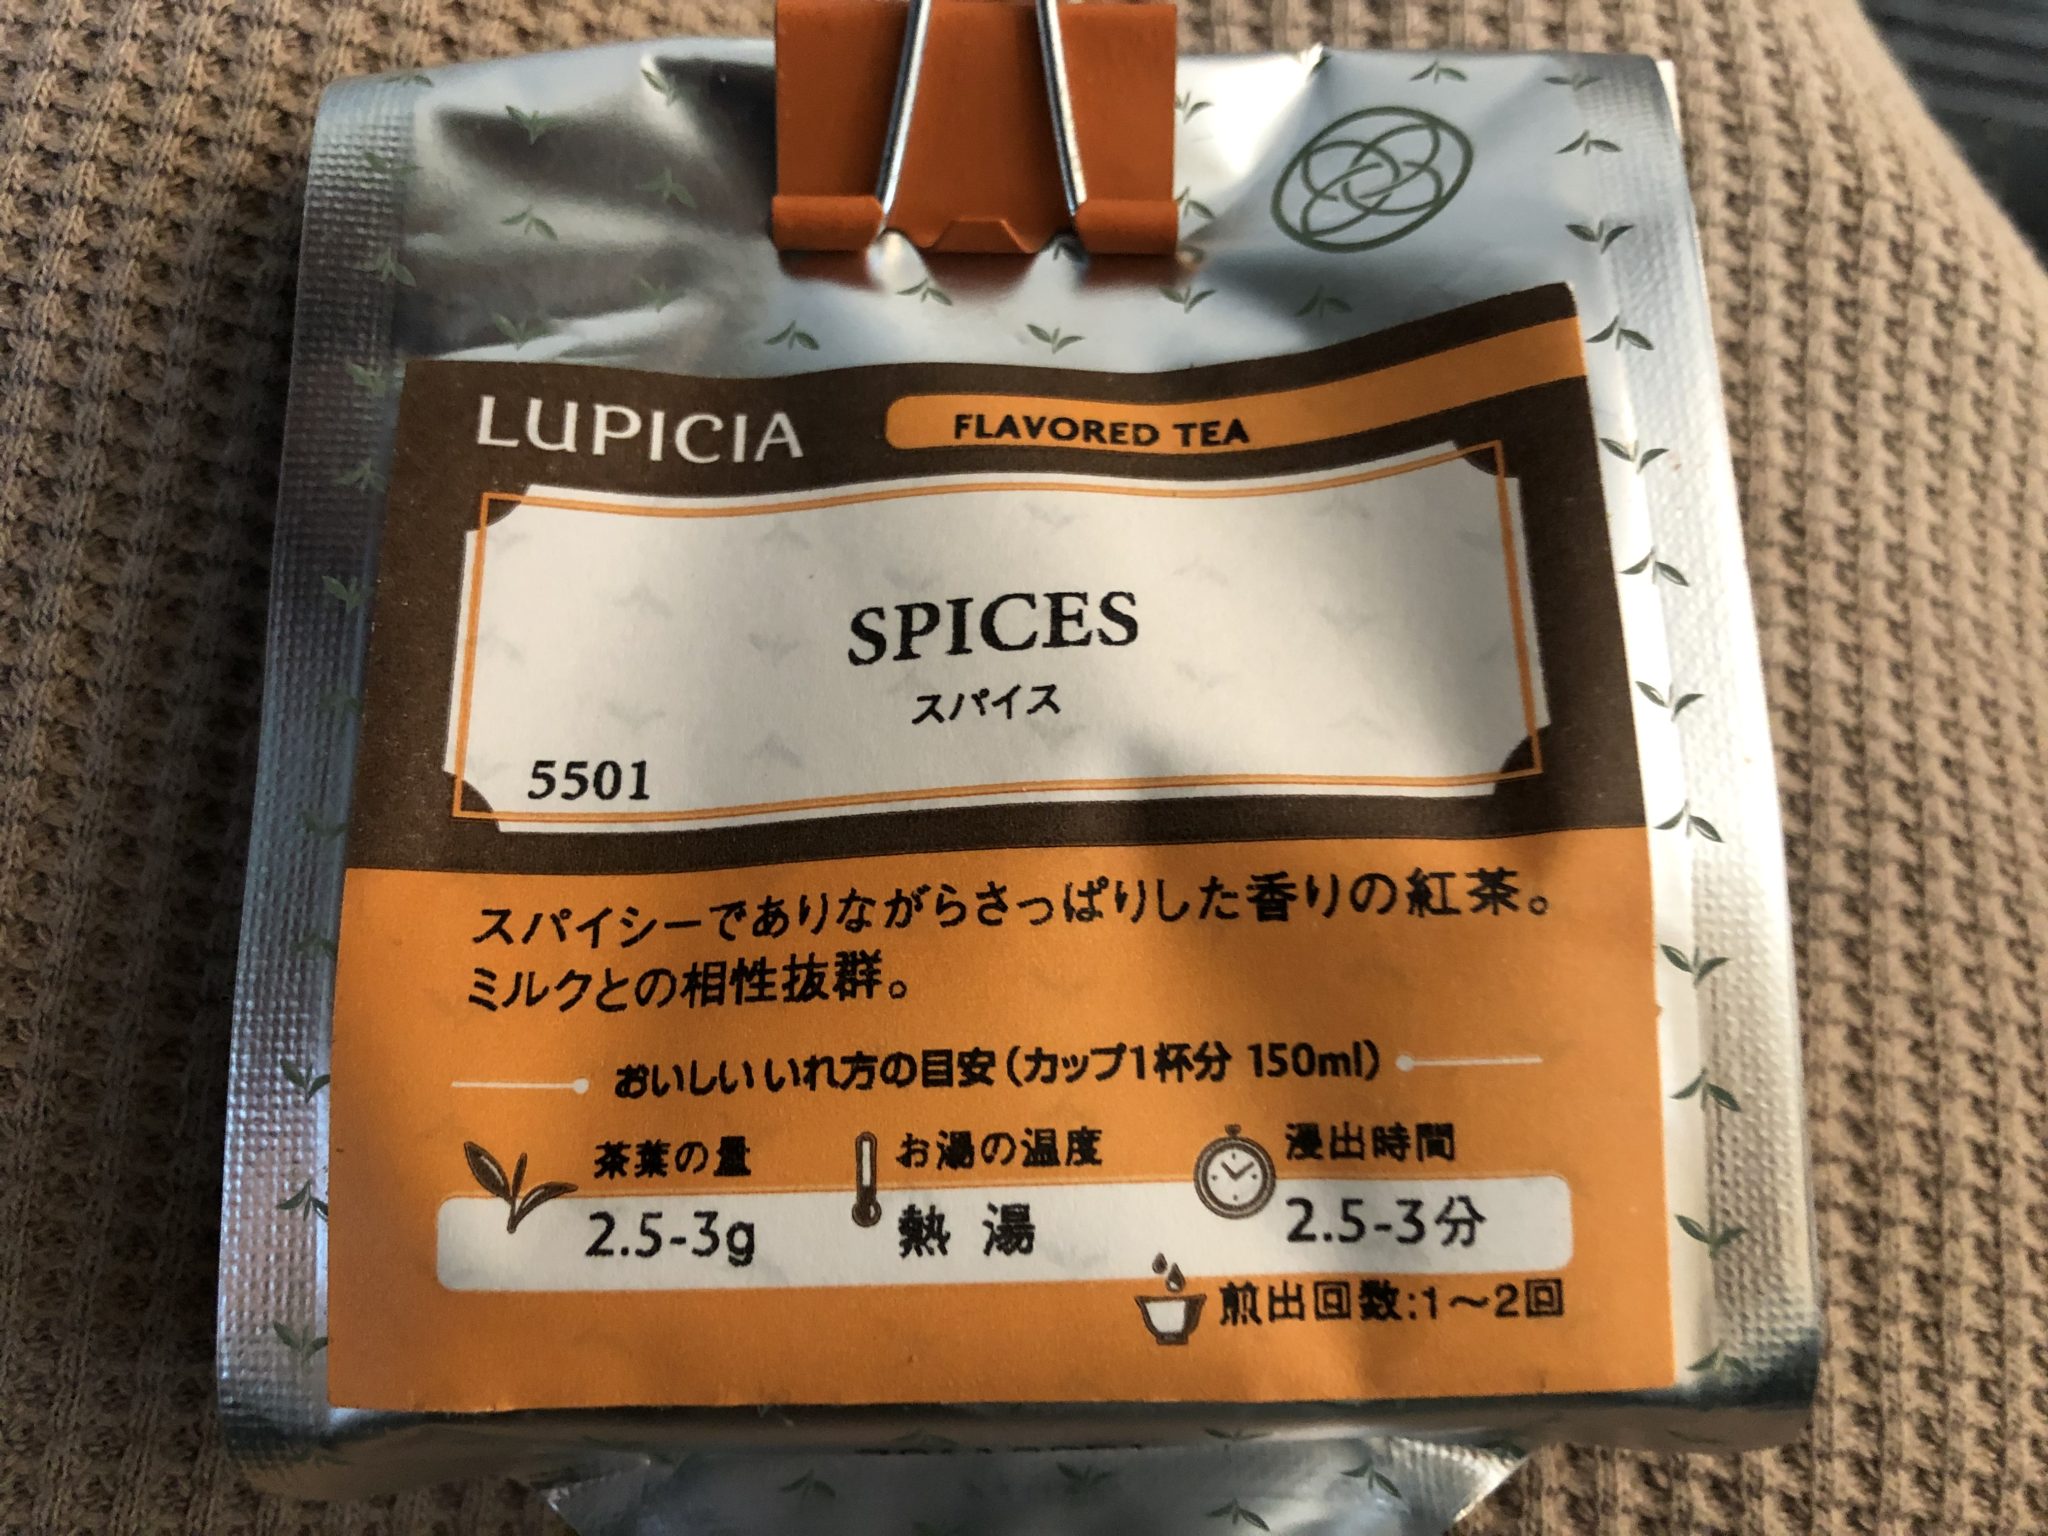 LUPICIA
FLAVORED TEA
SPICES
スパイス
5501
スパイシーでありながらさっぱりした香りの紅茶。
ミルクとの相性抜群。
おいしいいれ方の目安(カップ1杯分 150ml)
茶葉の量 お湯の温度 浸出時間
2.5-3g 熱 湯 2.5-3分
煎出回数:1〜2回